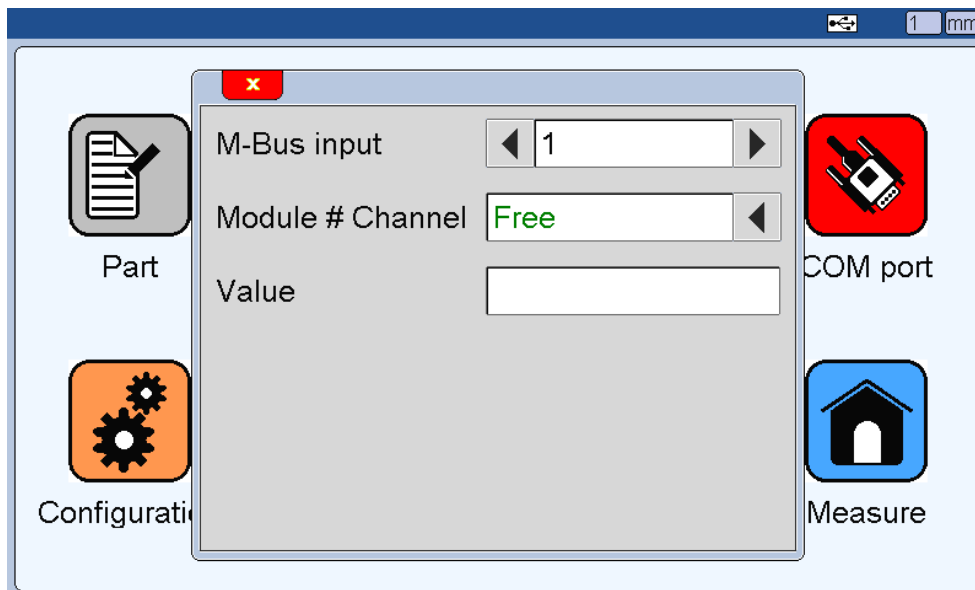 1 mm
x
M-Bus input 1
Module # Channel Free
Value
Part
COM port
Configurati
Measure